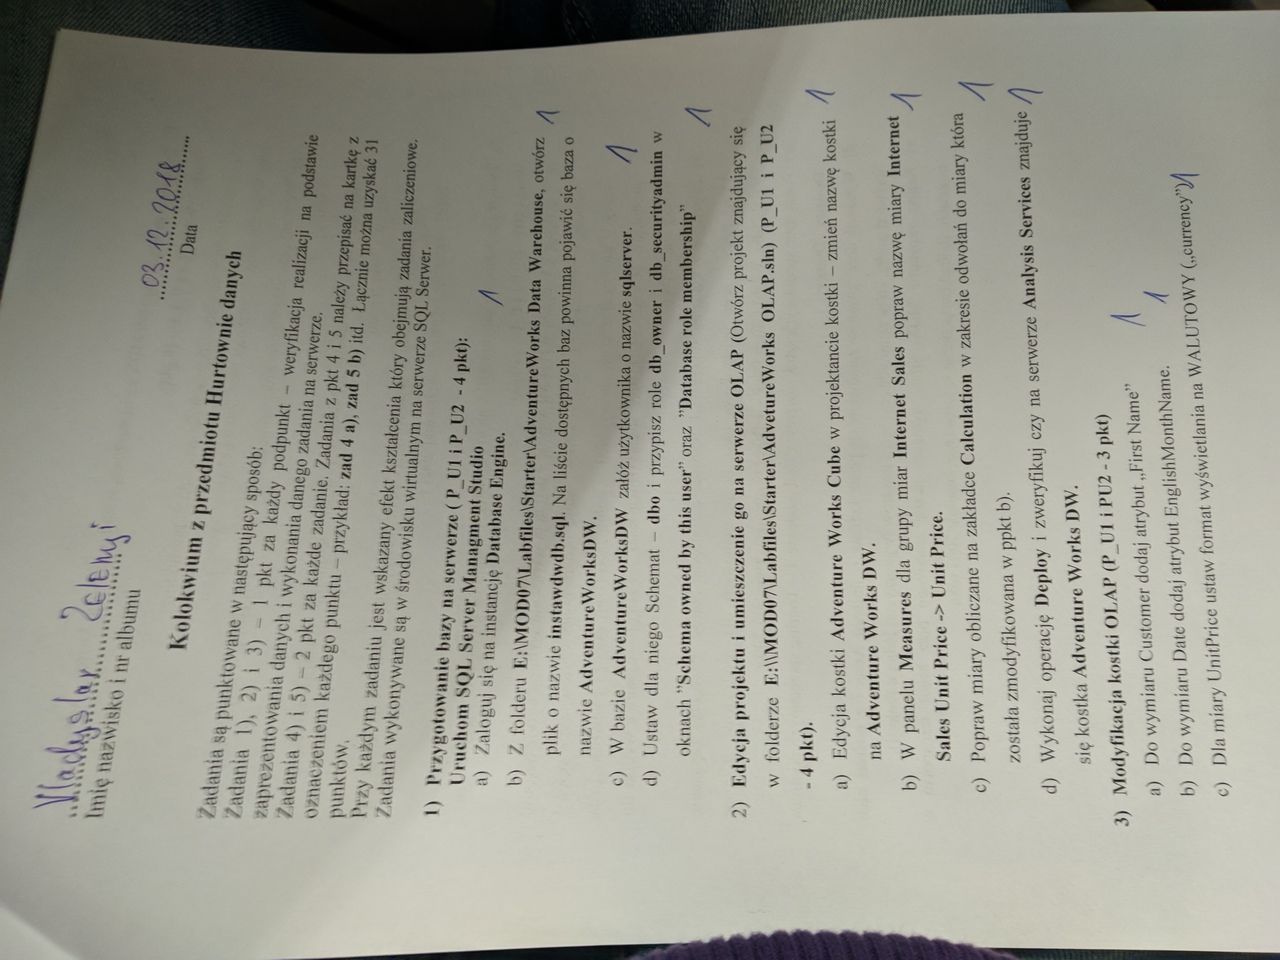 Vladyslav Zelenyi
Imię nazwisko i nr albumu
03.12.2018
Data
Kolokwium z przedmiotu Hurtownie danych
Zadania są punktowane w następujący sposób:
Zadania 1), 2) i 3) – 1 pkt za każdy podpunkt – weryfikacja realizacji na podstawie
zaprezentowania danych i wykonania danego zadania na serwerze.
Zadania 4) i 5) – 2 pkt za każde zadanie. Zadania z pkt 4 i 5 należy przepisać na kartkę z
oznaczeniem każdego punktu – przykład: zad 4 a), zad 5 b) itd. Łącznie można uzyskać 31
punktów.
Przy każdym zadaniu jest wskazany efekt kształcenia który obejmują zadania zaliczeniowe.
Zadania wykonywane są w środowisku wirtualnym na serwerze SQL Serwer.
1) Przygotowanie bazy na serwerze ( P_U1 i P_U2 - 4 pkt):
Uruchom SQL Server Managment Studio
a) Zaloguj się na instancję Database Engine. 1
b) Z folderu E:\MOD07\Labfiles\Starter\AdventureWorks Data Warehouse, otwórz
plik o nazwie instawdwdb.sql. Na liście dostępnych baz powinna pojawić się baza o 1
nazwie AdventureWorksDW.
c) W bazie AdventureWorksDW załóż użytkownika o nazwie sqlserver. 1
d) Ustaw dla niego Schemat – dbo i przypisz role db_owner i db_securityadmin w
oknach ”Schema owned by this user” oraz ”Database role membership” 1
2) Edycja projektu i umieszczenie go na serwerze OLAP (Otwórz projekt znajdujący się
w folderze E:\\MOD07\Labfiles\Starter\AdvetureWorks OLAP.sln) (P_U1 i P_U2
- 4 pkt).
a) Edycja kostki Adventure Works Cube w projektancie kostki – zmień nazwę kostki 1
na Adventure Works DW.
b) W panelu Measures dla grupy miar Internet Sales popraw nazwę miary Internet 1
Sales Unit Price -> Unit Price.
c) Popraw miary obliczane na zakładce Calculation w zakresie odwołań do miary która 1
została zmodyfikowana w ppkt b).
d) Wykonaj operację Deploy i zweryfikuj czy na serwerze Analysis Services znajduje 1
się kostka Adventure Works DW.
3) Modyfikacja kostki OLAP (P_U1 i PU2 - 3 pkt)
a) Do wymiaru Customer dodaj atrybut „First Name” 1
b) Do wymiaru Date dodaj atrybut EnglishMonthName. 1
c) Dla miary UnitPrice ustaw format wyświetlania na WALUTOWY („currency”) 1